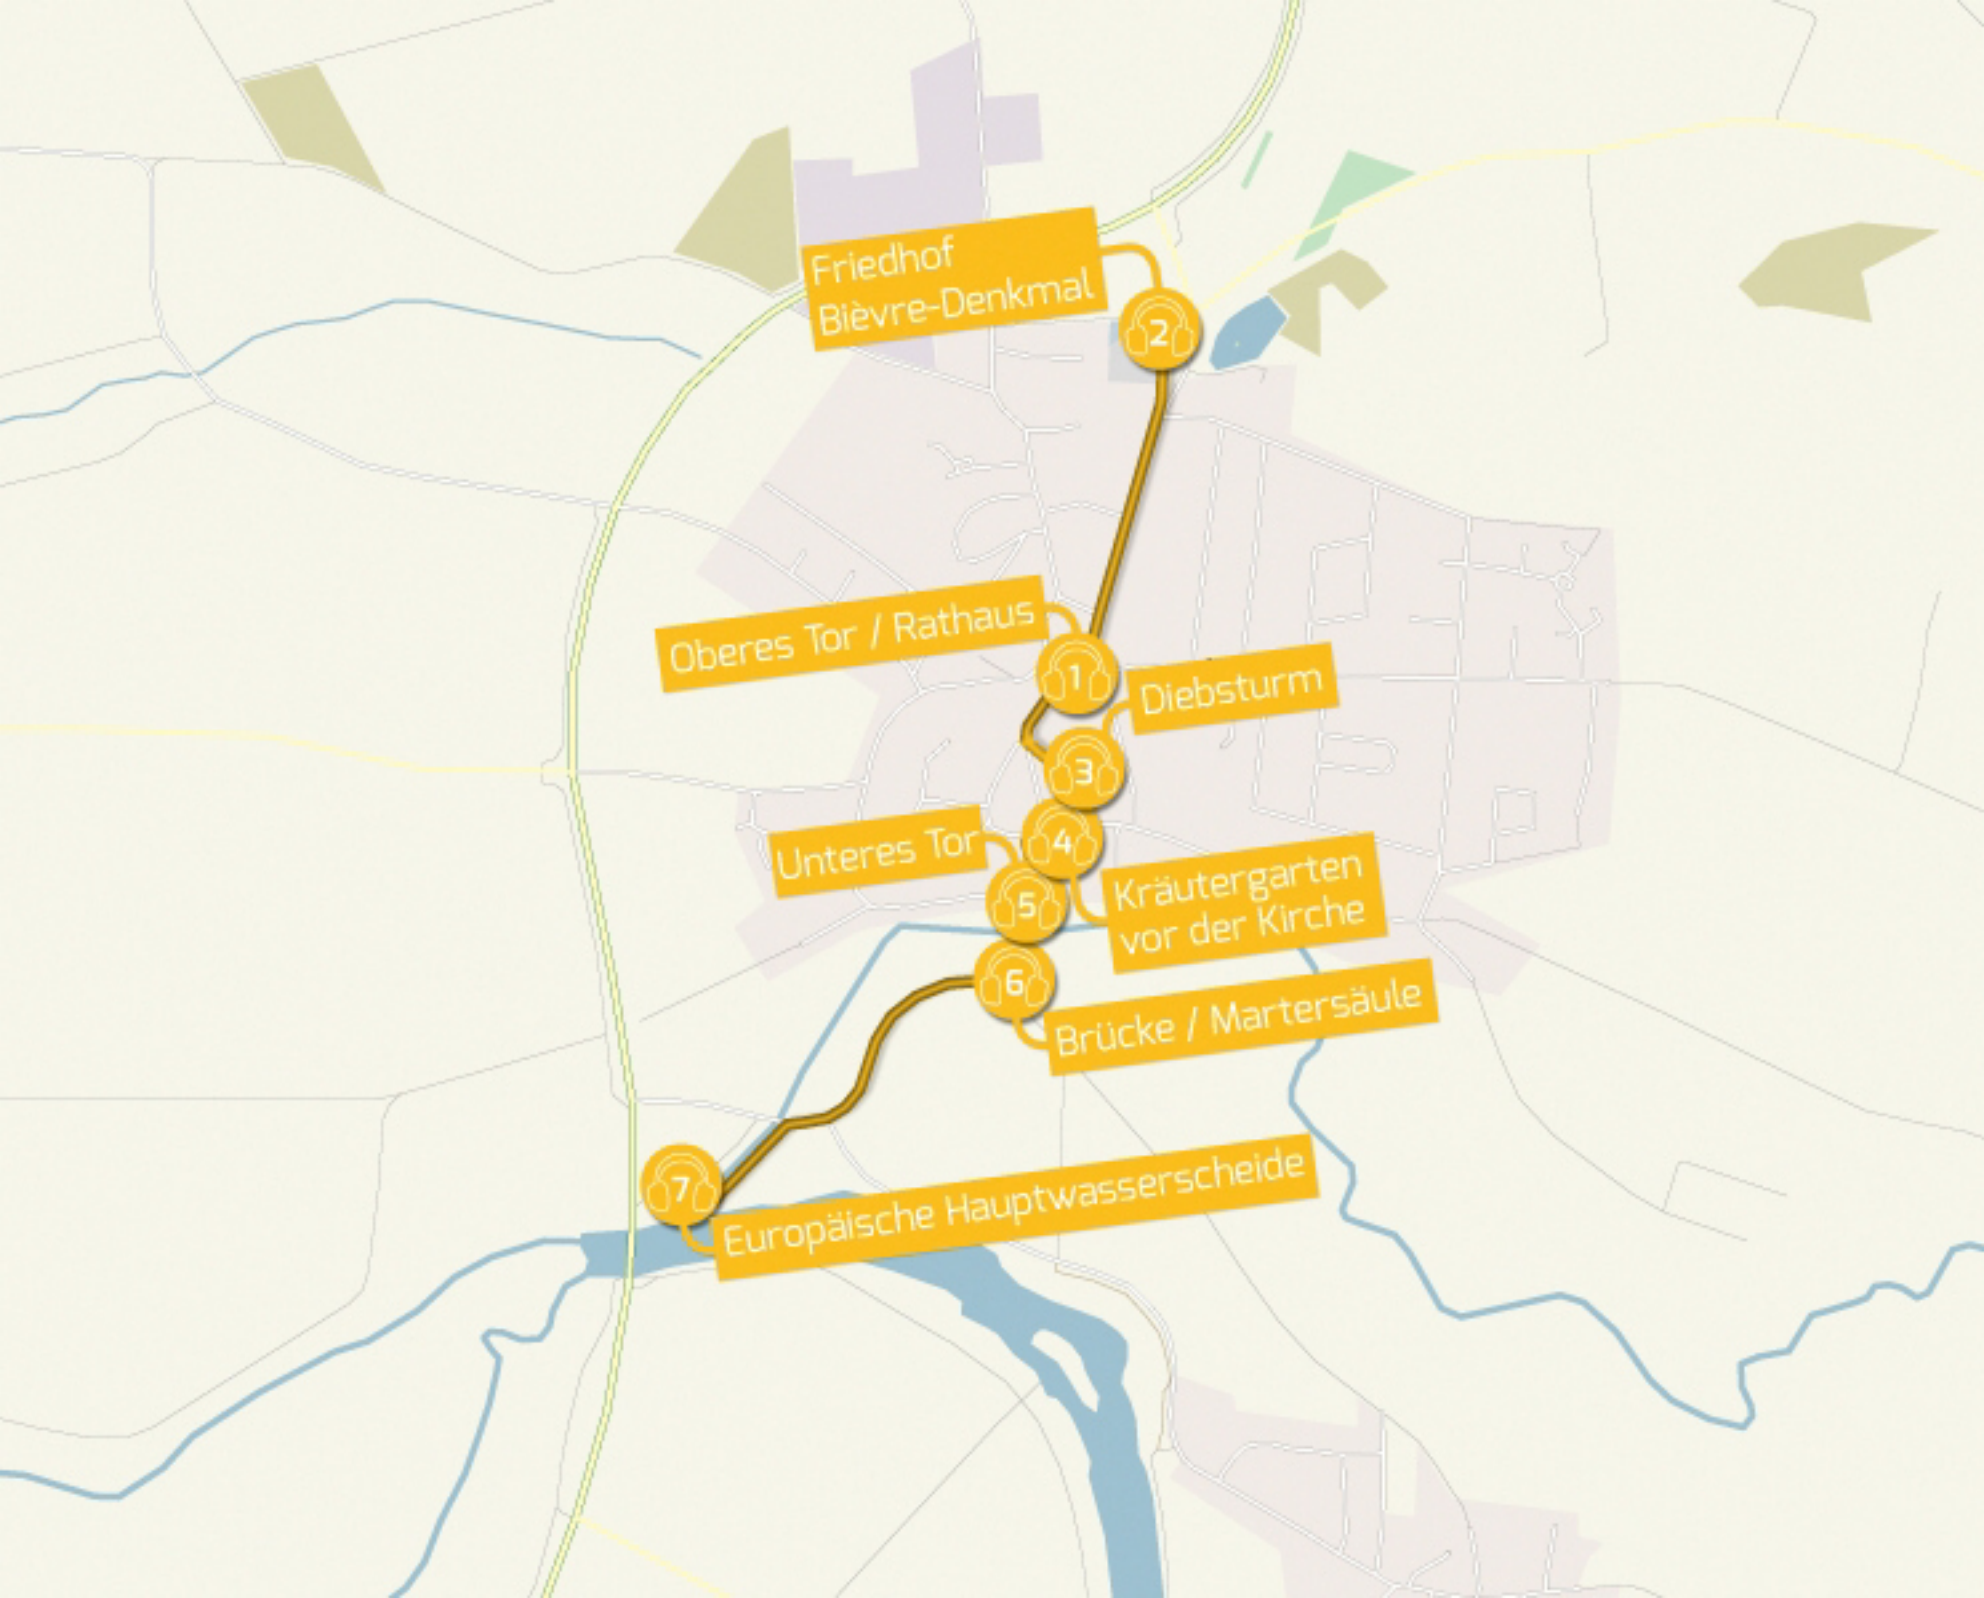 Friedhof
Bièvre-Denkmal
2
Oberes Tor / Rathaus
1
Diebsturm
3
Unteres Tor
4
Kräutergarten
vor der Kirche
5
6
Brücke / Martersäule
7
Europäische Hauptwasserscheide